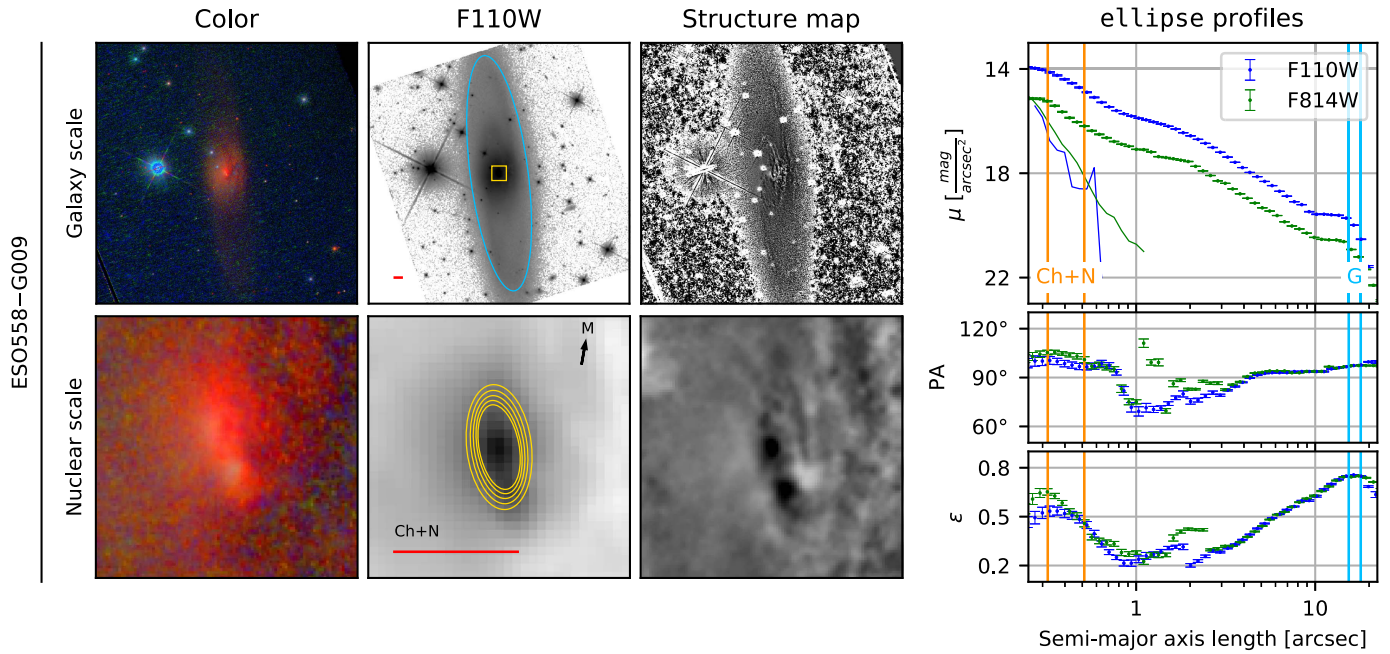 Color
F110W
Structure map
ellipse profiles
ESO558−G009
Galaxy scale
Nuclear scale
M
Ch+N
F110W
F814W
14
18
22
μ [mag/arcsec²]
Ch+N
G
120°
90°
60°
PA
0.8
0.5
0.2
ε
1
10
Semi-major axis length [arcsec]